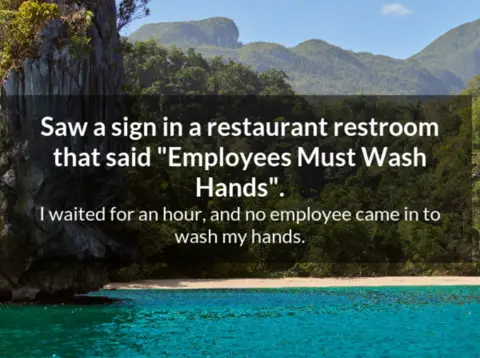 Saw a sign in a restaurant restroom
that said "Employees Must Wash
Hands".
I waited for an hour, and no employee came in to
wash my hands.